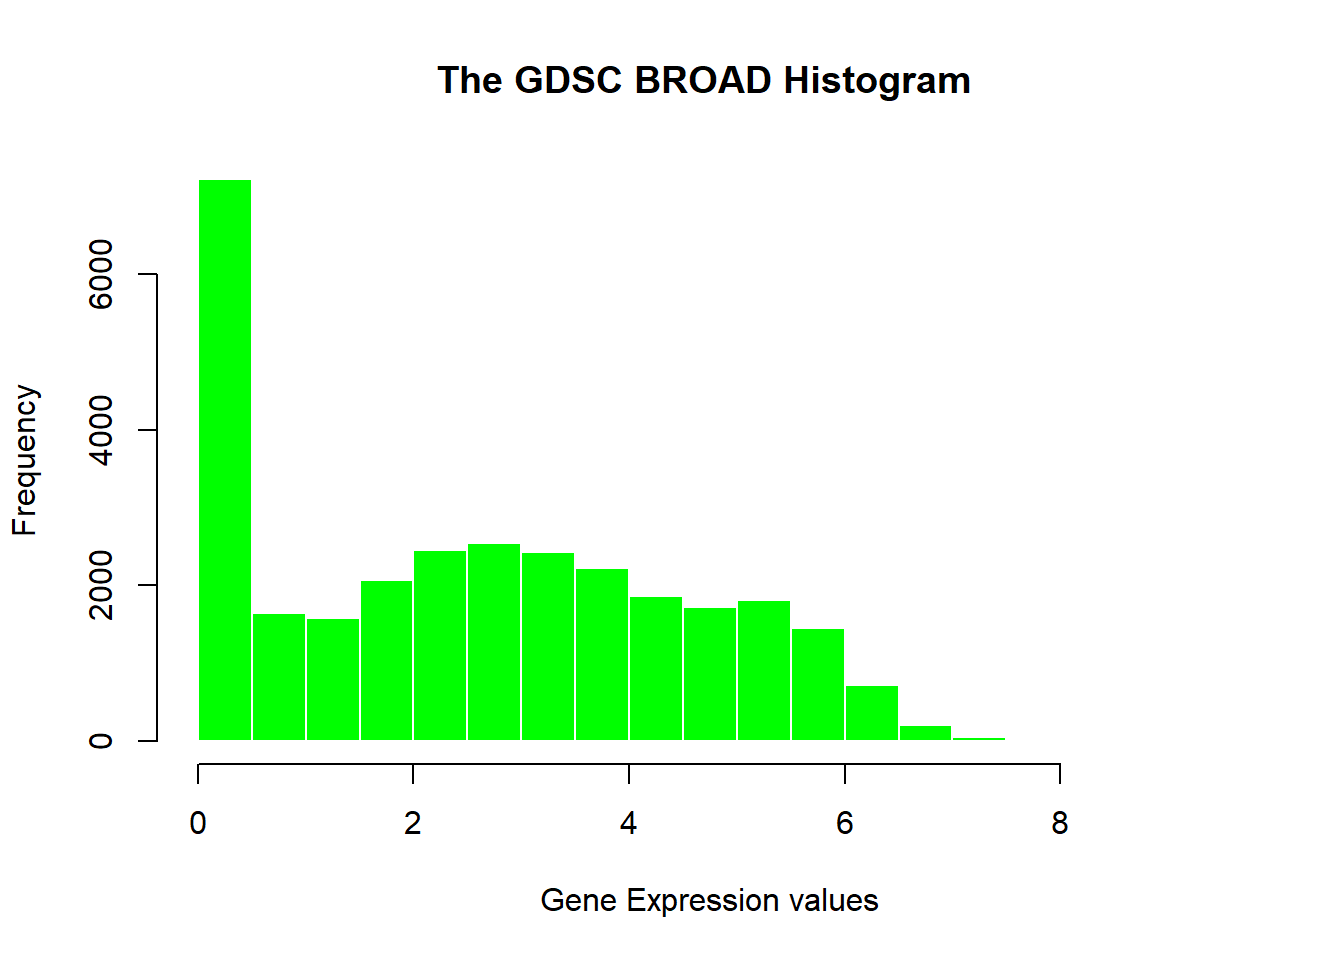 The GDSC BROAD Histogram
Frequency
6000
4000
2000
0
0 2 4 6 8
Gene Expression values